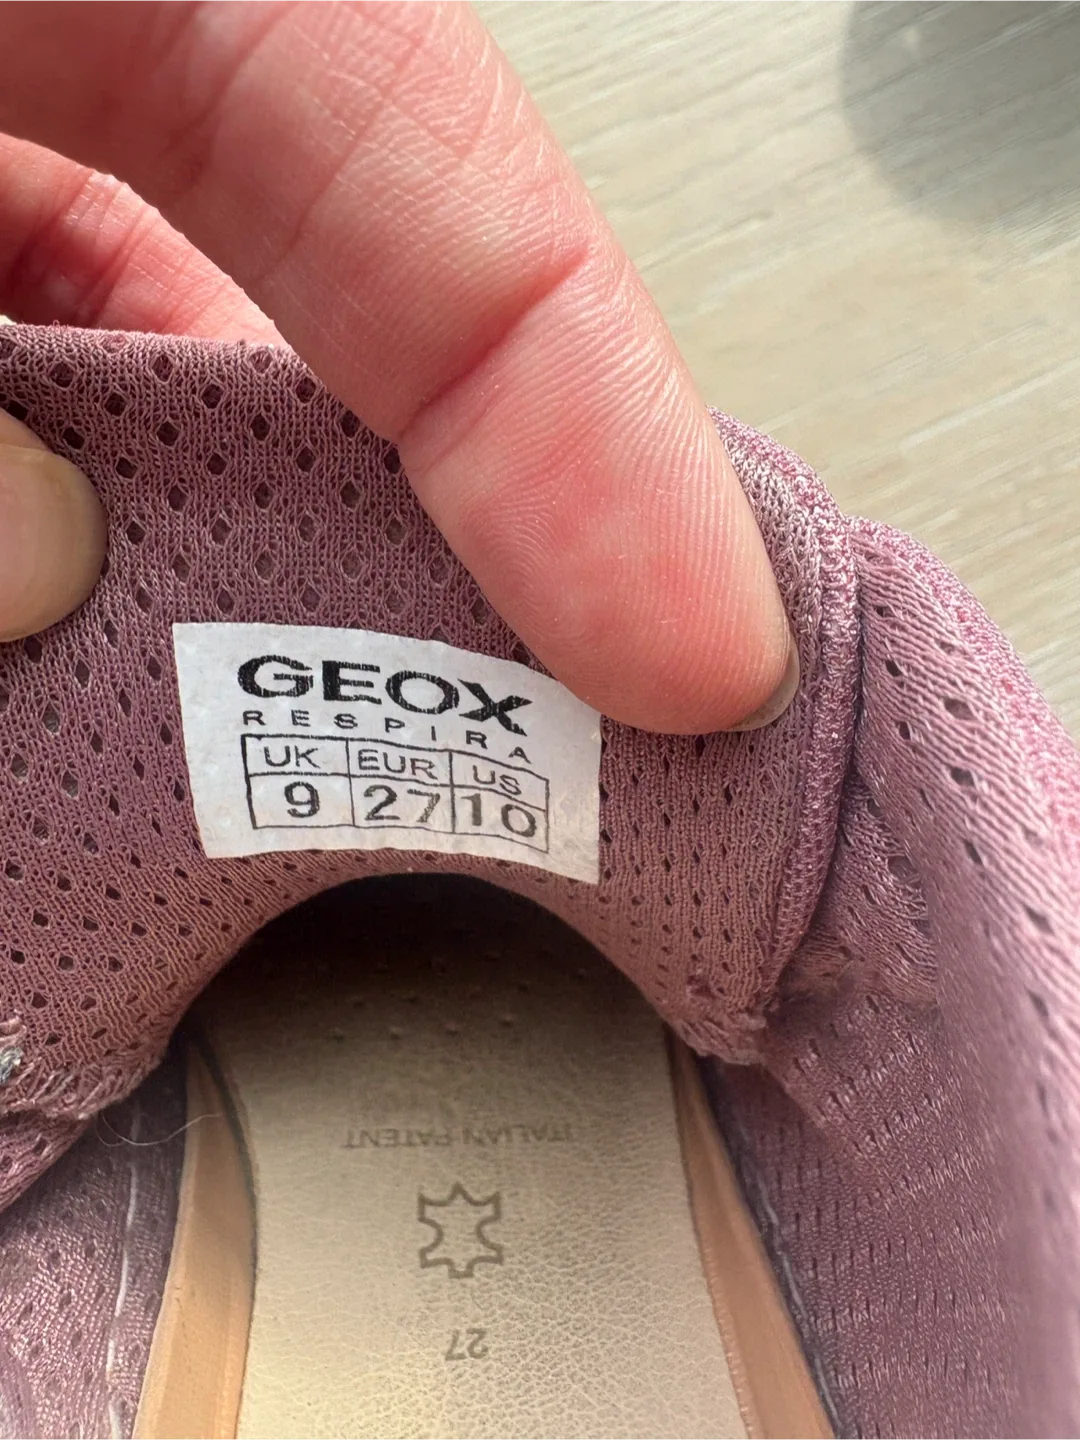 GEOX
RESPIRA
UK EUR US
9 27 10
ITALIAN PATENT
27